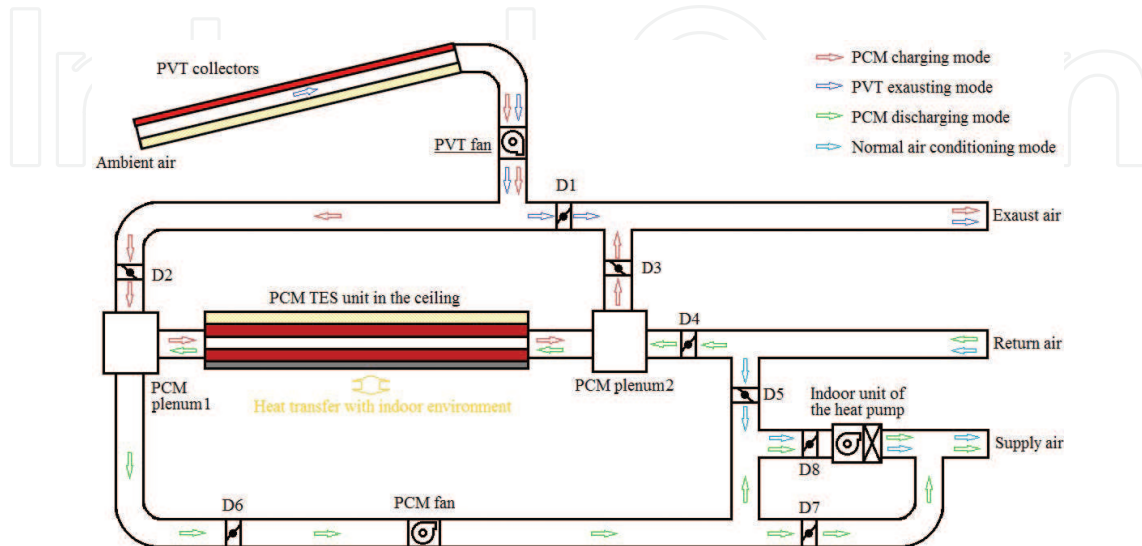 PVT collectors
PCM charging mode
PVT exausting mode
PCM discharging mode
Normal air conditioning mode
PVT fan
Ambient air
D1
Exaust air
D2
D3
PCM TES unit in the ceiling
D4
Return air
PCM
plenum1
PCM plenum2
D5
Indoor unit of
the heat pump
Heat transfer with indoor environment
Supply air
D8
D6
PCM fan
D7